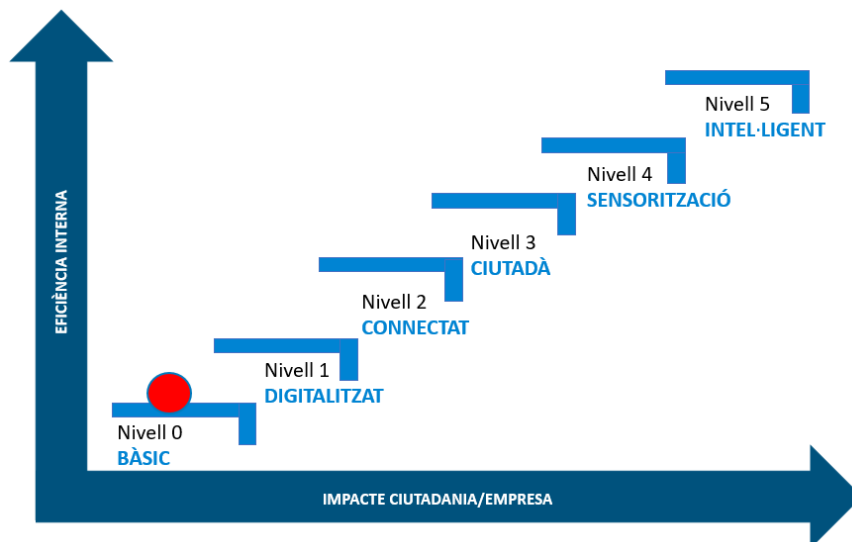 Nivell 5
INTEL·LIGENT
Nivell 4
SENSORITZACIÓ
Nivell 3
CIUTADÀ
Nivell 2
CONNECTAT
Nivell 1
DIGITALITZAT
Nivell 0
BÀSIC
EFICIÈNCIA INTERNA
IMPACTE CIUTADANIA/EMPRESA